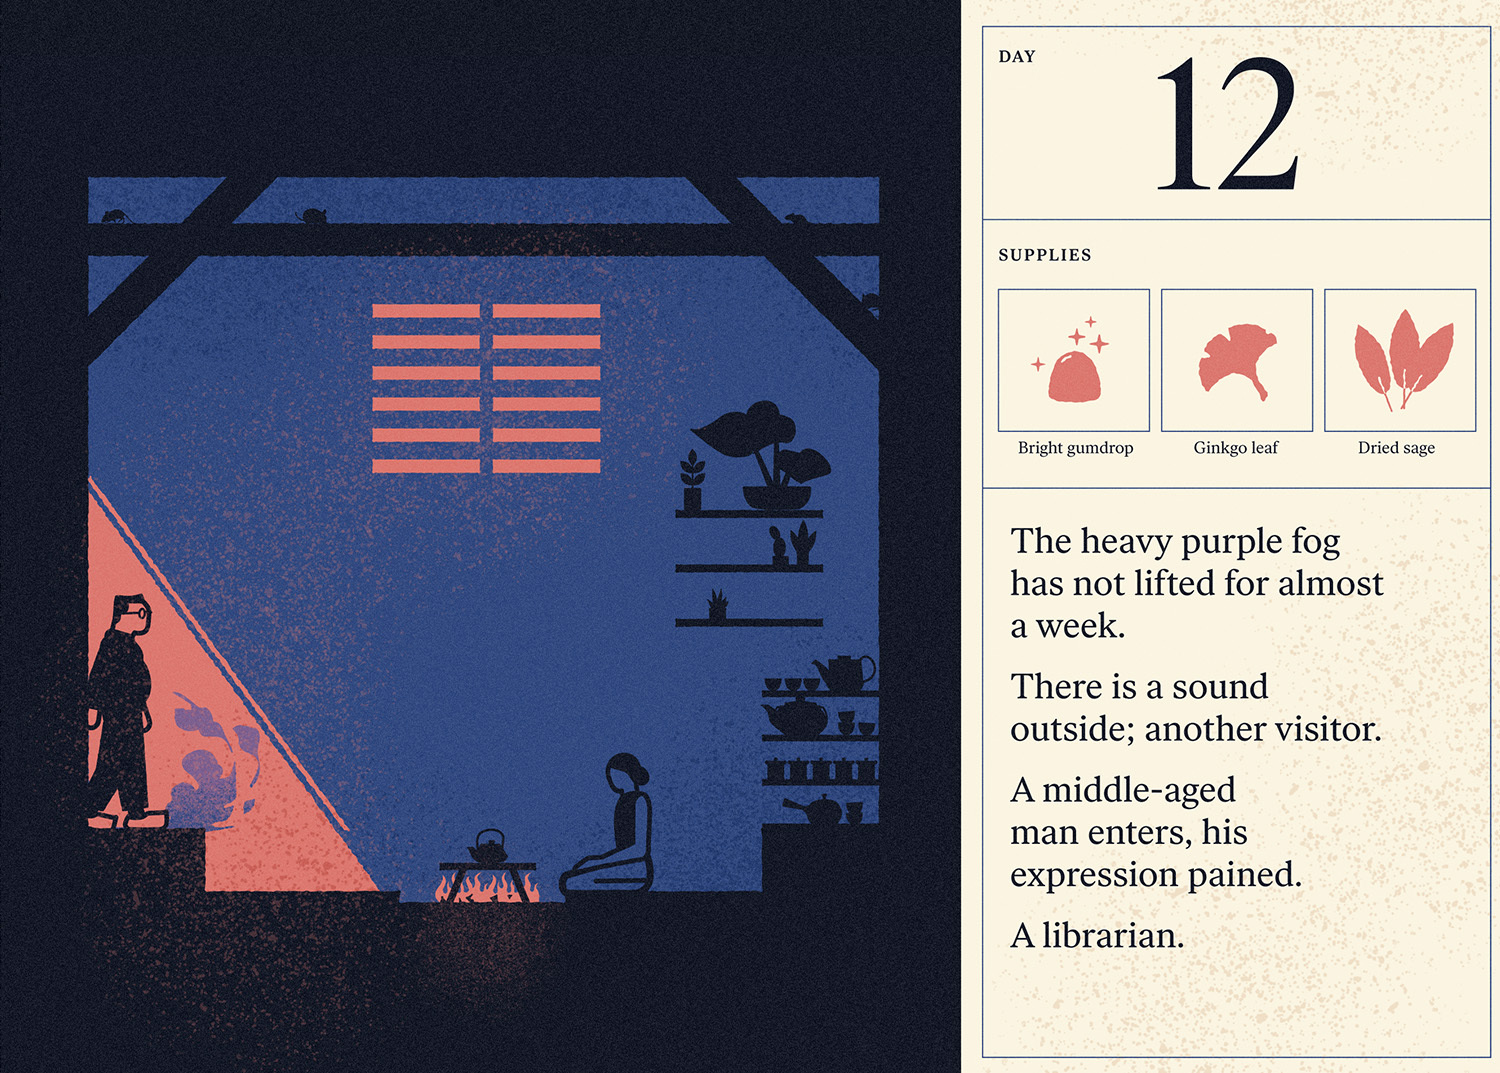 DAY
12
SUPPLIES
Bright gumdrop
Ginkgo leaf
Dried sage
The heavy purple fog
has not lifted for almost
a week.
There is a sound
outside; another visitor.
A middle-aged
man enters, his
expression pained.
A librarian.